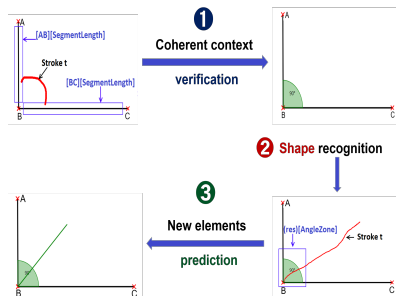 A
[AB][SegmentLength]
Stroke t
[BC][SegmentLength]
B
C
1
Coherent context
verification
A
90°
B
C
2 Shape recognition
A
[res][AngleZone]
Stroke t
90°
B
C
3
New elements
prediction
A
90°
B
C